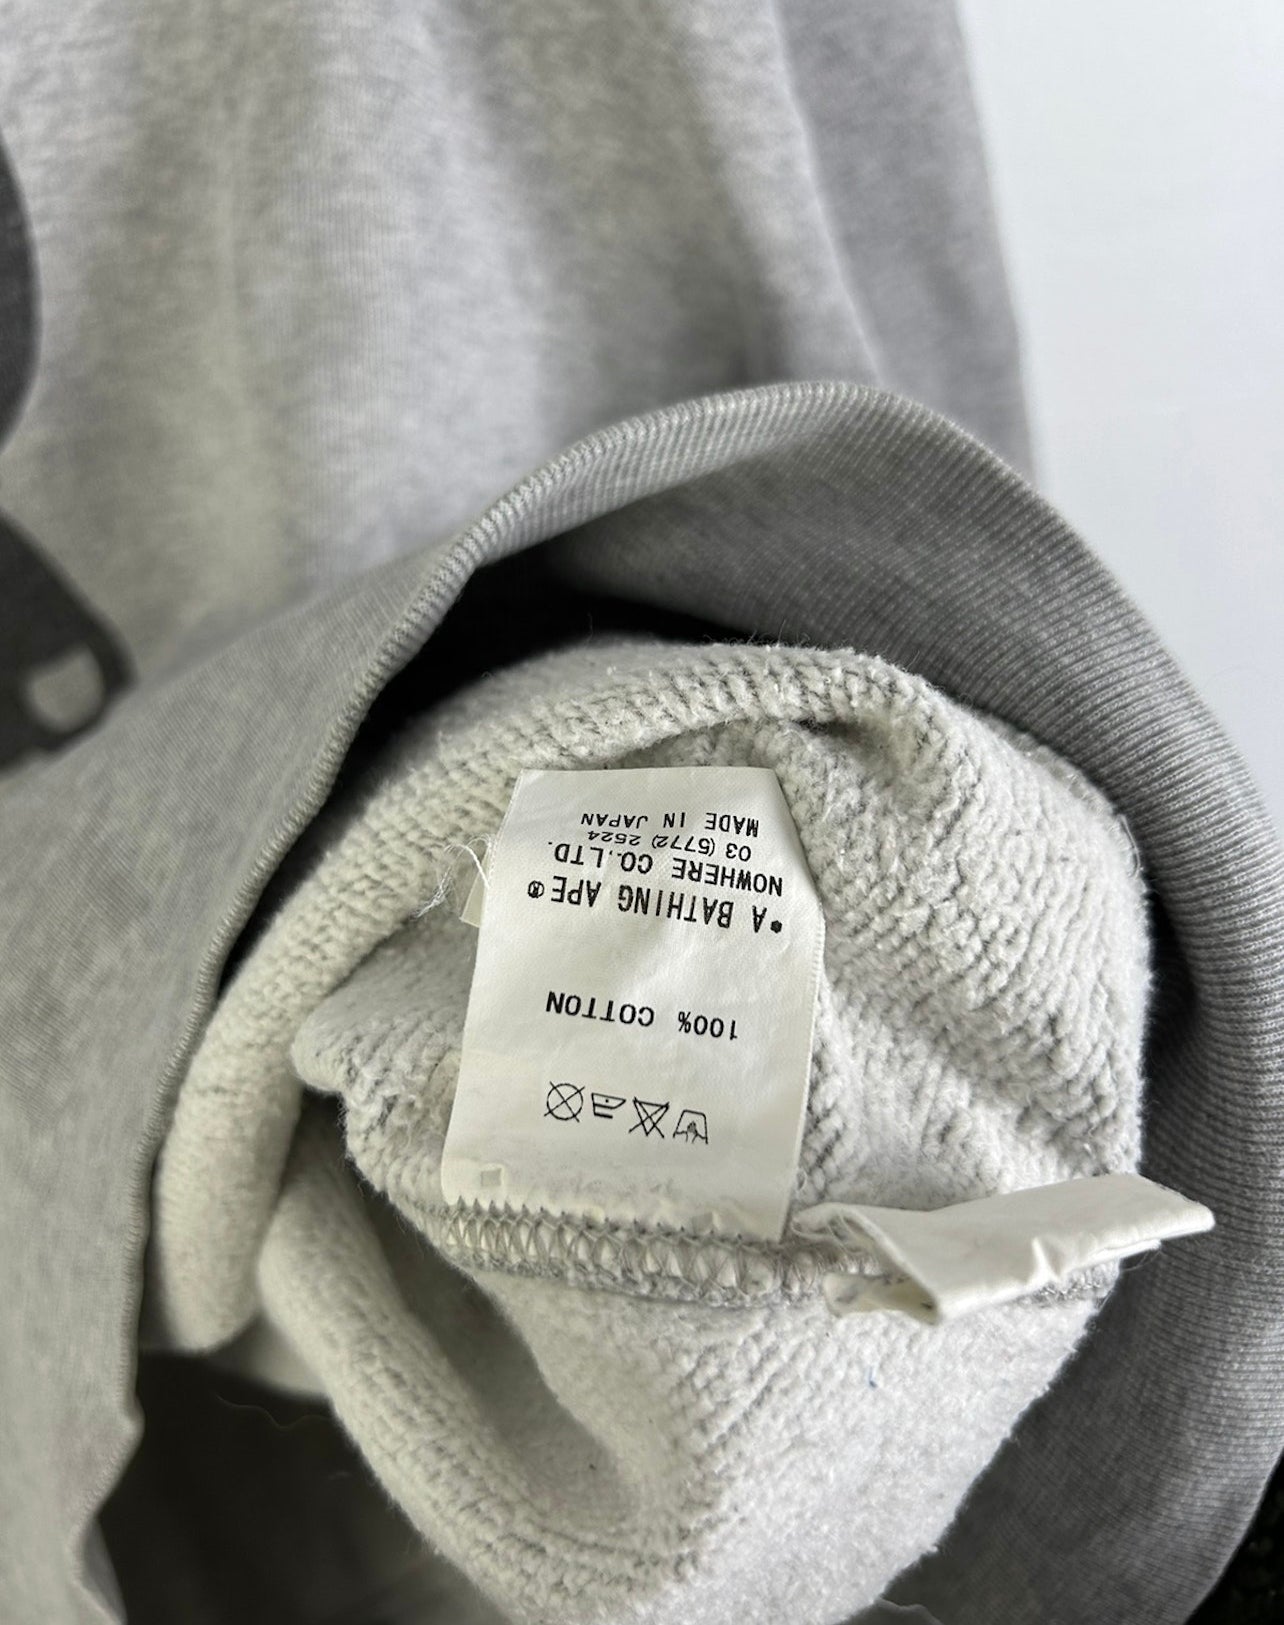 100% COTTON
*A BATHING APE®
NOWHERE CO.LTD.
03 (5772) 2524
MADE IN JAPAN